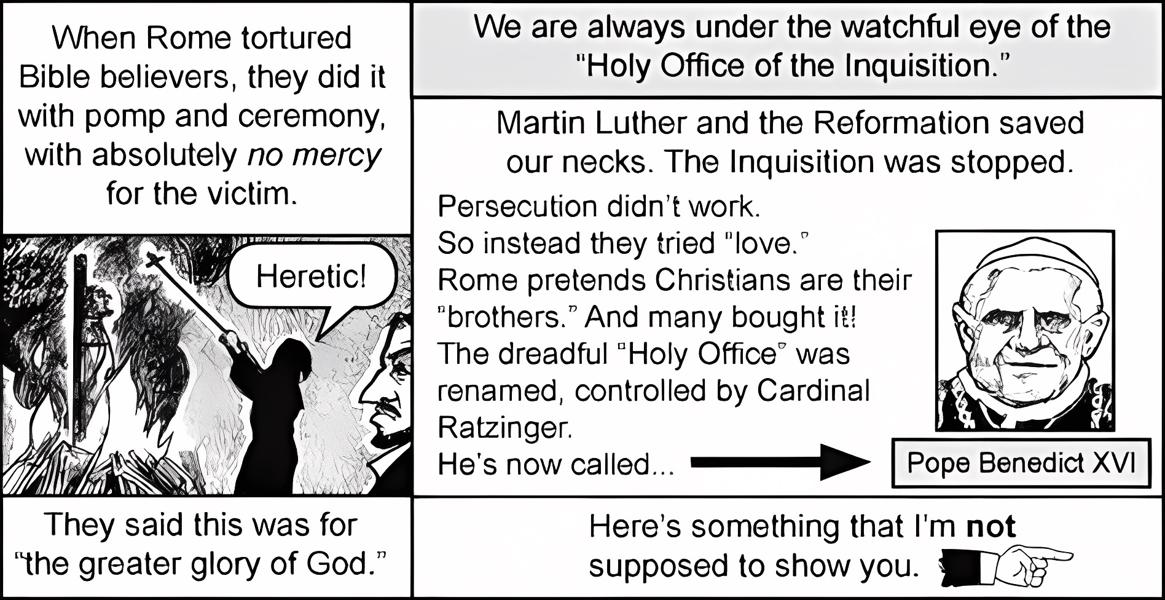 When Rome tortured
Bible believers, they did it
with pomp and ceremony,
with absolutely no mercy
for the victim.
Heretic!
They said this was for
"the greater glory of God."
We are always under the watchful eye of the
"Holy Office of the Inquisition."
Martin Luther and the Reformation saved
our necks. The Inquisition was stopped.
Persecution didn't work.
So instead they tried "love."
Rome pretends Christians are their
"brothers." And many bought it!
The dreadful "Holy Office" was
renamed, controlled by Cardinal
Ratzinger.
He's now called...
Pope Benedict XVI
Here's something that I'm not
supposed to show you.